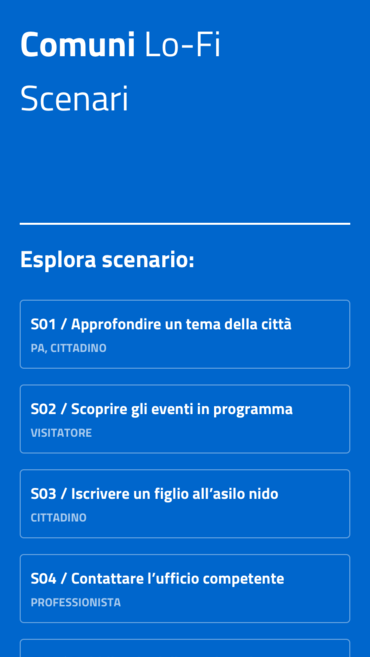 Comuni Lo-Fi
Scenari
Esplora scenario:
S01 / Approfondire un tema della città
PA, CITTADINO
S02 / Scoprire gli eventi in programma
VISITATORE
S03 / Iscrivere un figlio all’asilo nido
CITTADINO
S04 / Contattare l’ufficio competente
PROFESSIONISTA